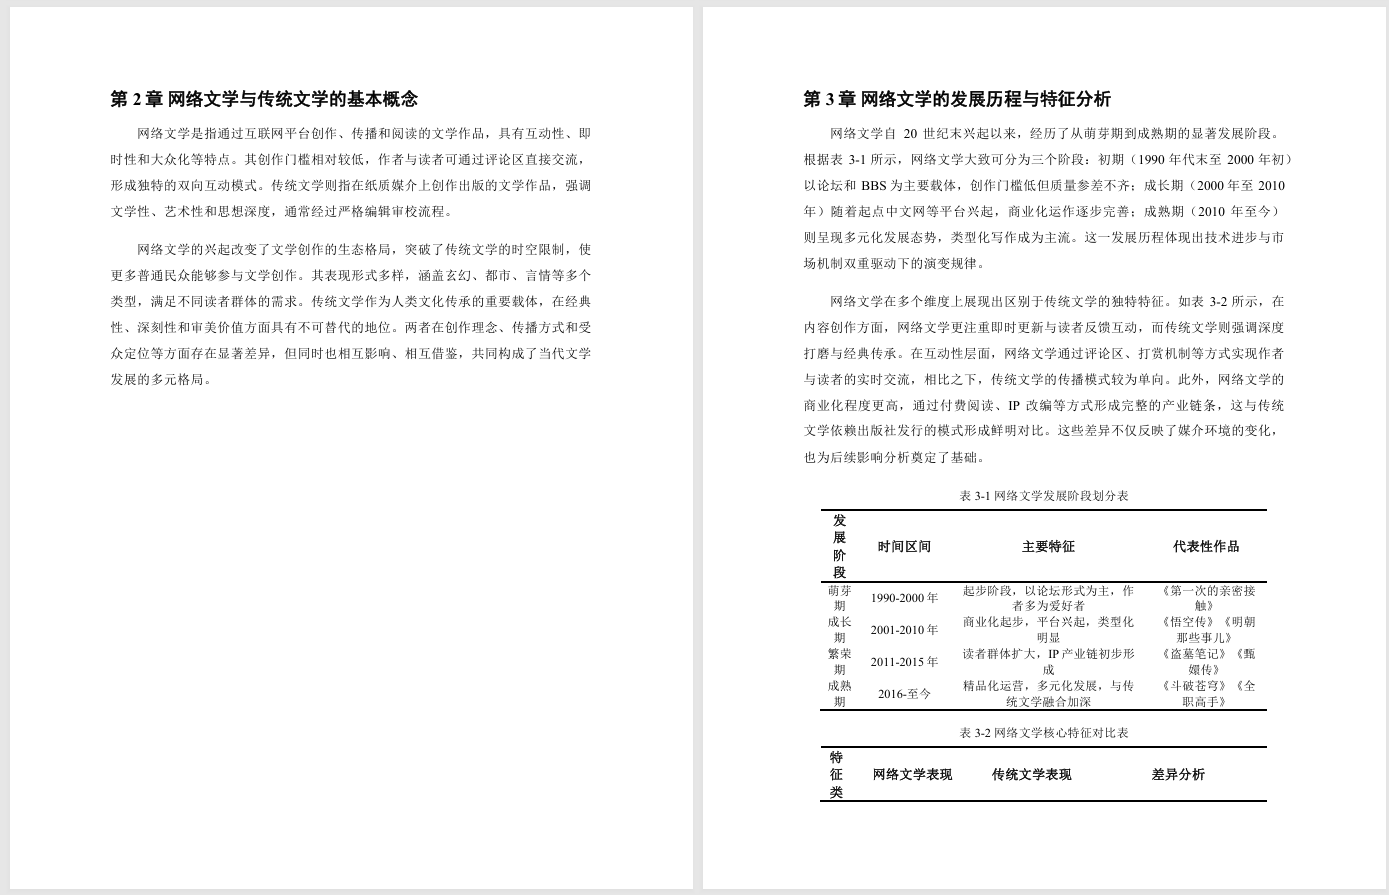 第 2 章 网络文学与传统文学的基本概念
网络文学是指通过互联网平台创作、传播和阅读的文学作品，具有互动性、即
时性和大众化等特点。其创作门槛相对较低，作者与读者可通过评论区直接交流，
形成独特的双向互动模式。传统文学则指在纸质媒介上创作出版的文学作品，强调
文学性、艺术性和思想深度，通常经过严格编辑审校流程。
网络文学的兴起改变了文学创作的生态格局，突破了传统文学的时空限制，使
更多普通民众能够参与文学创作。其表现形式多样，涵盖玄幻、都市、言情等多个
类型，满足不同读者群体的需求。传统文学作为人类文化传承的重要载体，在经典
性、深刻性和审美价值方面具有不可替代的地位。两者在创作理念、传播方式和受
众定位等方面存在显著差异，但同时也相互影响、相互借鉴，共同构成了当代文学
发展的多元格局。
第 3 章 网络文学的发展历程与特征分析
网络文学自 20 世纪末兴起以来，经历了从萌芽期到成熟期的显著发展阶段。
根据表 3-1 所示，网络文学大致可分为三个阶段：初期（1990 年代末至 2000 年初）
以论坛和 BBS 为主要载体，创作门槛低但质量参差不齐；成长期（2000 年至 2010
年）随着起点中文网等平台兴起，商业化运作逐步完善；成熟期（2010 年至今）
则呈现多元化发展态势，类型化写作成为主流。这一发展历程体现出技术进步与市
场机制双重驱动下的演变规律。
网络文学在多个维度上展现出区别于传统文学的独特特征。如表 3-2 所示，在
内容创作方面，网络文学更注重即时更新与读者反馈互动，而传统文学则强调深度
打磨与经典传承。在互动性层面，网络文学通过评论区、打赏机制等方式实现作者
与读者的实时交流，相比之下，传统文学的传播模式较为单向。此外，网络文学的
商业化程度更高，通过付费阅读、IP 改编等方式形成完整的产业链条，这与传统
文学依赖出版社发行的模式形成鲜明对比。这些差异不仅反映了媒介环境的变化，
也为后续影响分析奠定了基础。
表 3-1 网络文学发展阶段划分表
发
展
阶
段
时间区间
主要特征
代表性作品
萌芽
期
1990-2000 年
起步阶段，以论坛形式为主，作
者多为爱好者
《第一次的亲密接
触》
成长
期
2001-2010 年
商业化起步，平台兴起，类型化
明显
《悟空传》《明朝
那些事儿》
繁荣
期
2011-2015 年
读者群体扩大，IP 产业链初步形
成
《盗墓笔记》《甄
嬛传》
成熟
期
2016-至今
精品化运营，多元化发展，与传
统文学融合加深
《斗破苍穹》《全
职高手》
表 3-2 网络文学核心特征对比表
特
征
类
网络文学表现
传统文学表现
差异分析